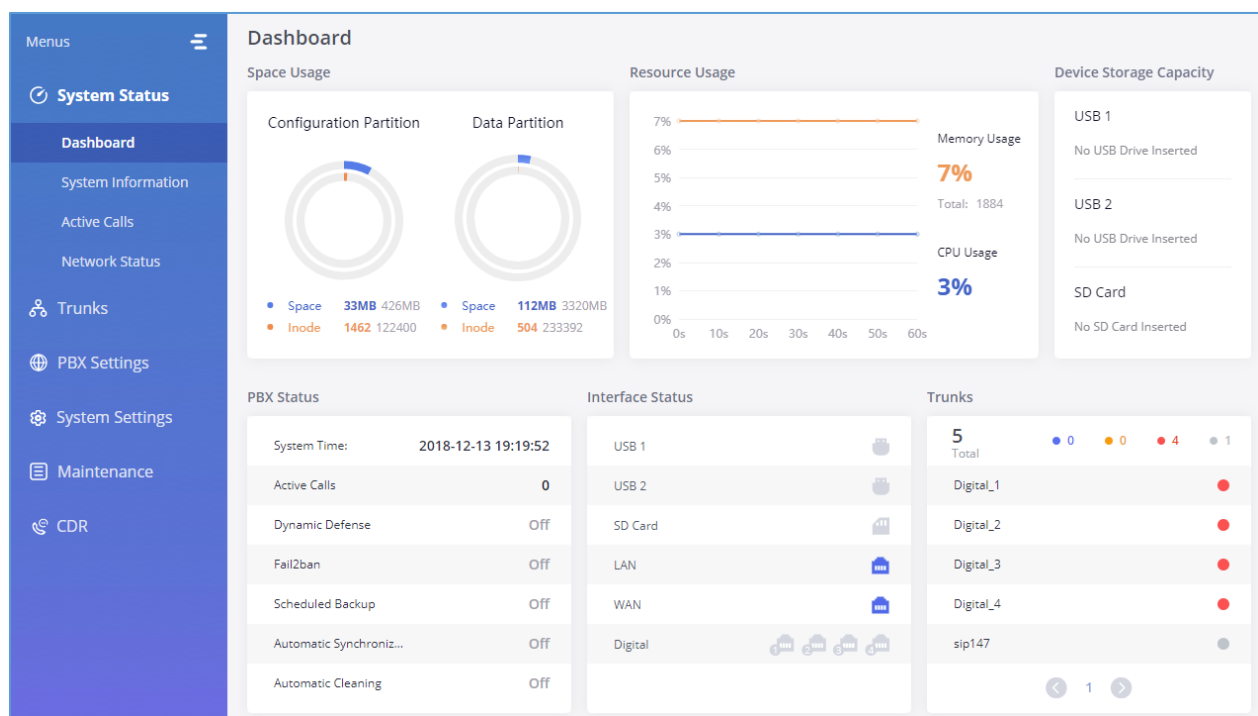 Menus
System Status
Dashboard
System Information
Active Calls
Network Status
Trunks
PBX Settings
System Settings
Maintenance
CDR
Dashboard
Space Usage
Configuration Partition Data Partition
Space 33MB 426MB Space 112MB 3320MB
Inode 1462 122400 Inode 504 233392
Resource Usage
7%
6%
5%
4%
3%
2%
1%
0%
0s 10s 20s 30s 40s 50s 60s
Memory Usage
7%
Total: 1884
CPU Usage
3%
Device Storage Capacity
USB 1
No USB Drive Inserted
USB 2
No USB Drive Inserted
SD Card
No SD Card Inserted
PBX Status
System Time: 2018-12-13 19:19:52
Active Calls 0
Dynamic Defense Off
Fail2ban Off
Scheduled Backup Off
Automatic Synchroniz... Off
Automatic Cleaning Off
Interface Status
USB 1
USB 2
SD Card
LAN
WAN
Digital 1 2 3 4
Trunks
5 0 0 4 1
Total
Digital_1
Digital_2
Digital_3
Digital_4
sip147
1